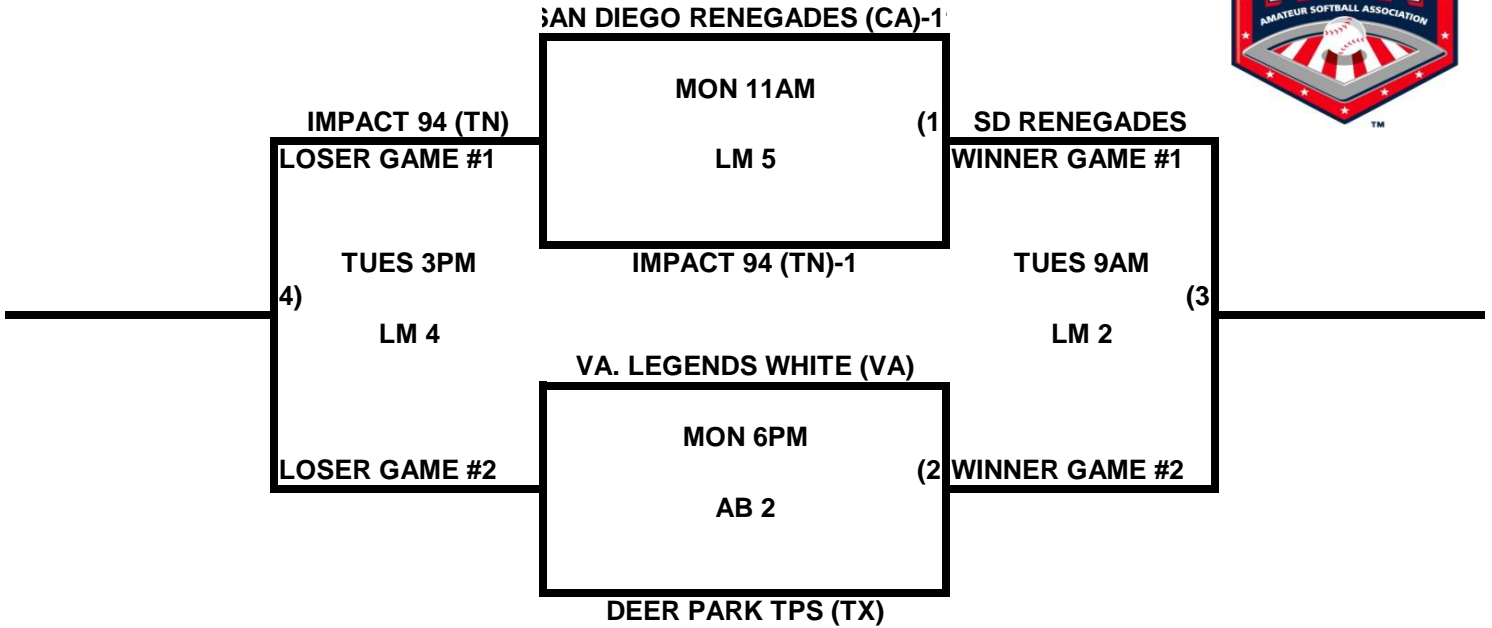 SAN DIEGO RENEGADES (CA)-1
AMATEUR SOFTBALL ASSOCIATION
TM
MON 11AM
IMPACT 94 (TN)
(1
SD RENEGADES
LOSER GAME #1
LM 5
WINNER GAME #1
TUES 3PM
IMPACT 94 (TN)-1
TUES 9AM
4)
(3
LM 4
LM 2
VA. LEGENDS WHITE (VA)
MON 6PM
LOSER GAME #2
(2
WINNER GAME #2
AB 2
DEER PARK TPS (TX)